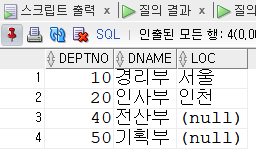 스크립트 출력 × 질의 결과 × 질의
SQL | 인출된 모든 행: 4(0,0
DEPTNO DNAME LOC
1 10 경리부 서울
2 20 인사부 인천
3 40 전산부 (null)
4 50 기획부 (null)